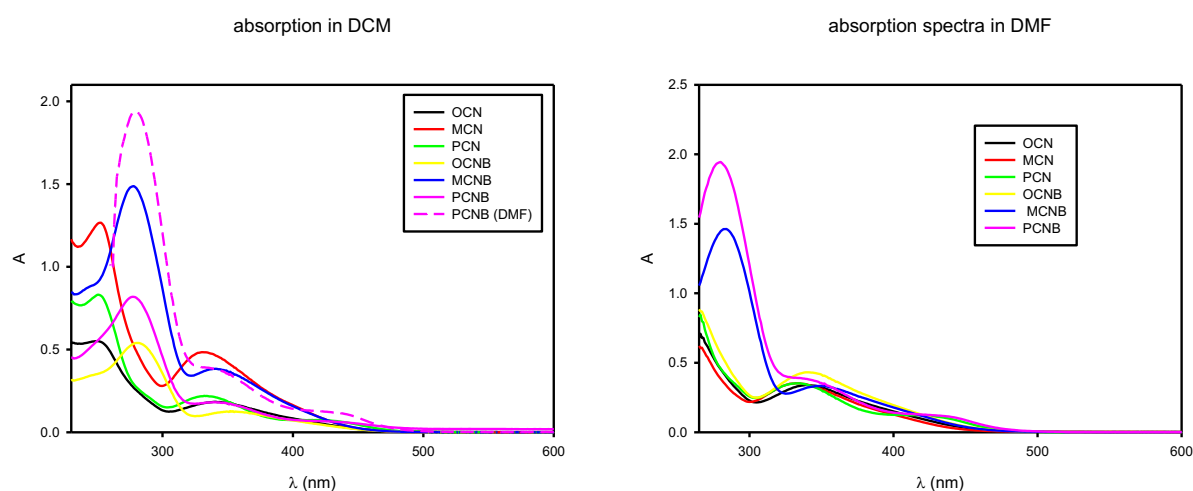 absorption in DCM
2.0
1.5
1.0
0.5
0.0
A
300
400
500
600
λ (nm)
OCN
MCN
PCN
OCNB
MCNB
PCNB
PCNB (DMF)
absorption spectra in DMF
2.5
2.0
1.5
1.0
0.5
0.0
A
300
400
500
600
λ (nm)
OCN
MCN
PCN
OCNB
MCNB
PCNB